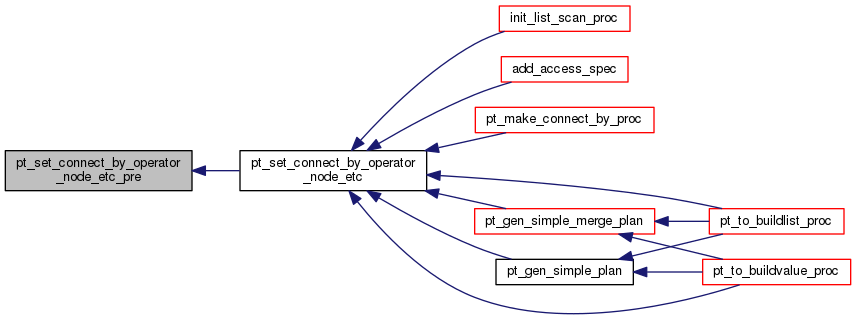 pt_set_connect_by_operator
_node_etc_pre
pt_set_connect_by_operator
_node_etc
init_list_scan_proc
add_access_spec
pt_make_connect_by_proc
pt_gen_simple_merge_plan
pt_gen_simple_plan
pt_to_buildlist_proc
pt_to_buildvalue_proc